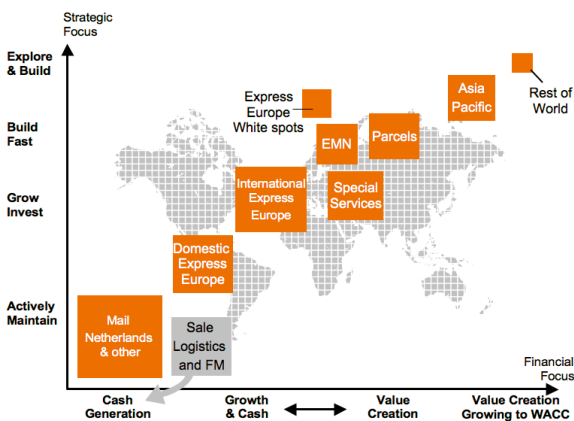 Strategic
Focus
Explore
& Build
Build
Fast
Grow
Invest
Actively
Maintain
Express
Europe
White spots
Asia
Pacific
Rest of
World
EMN
Parcels
International
Express
Europe
Special
Services
Domestic
Express
Europe
Mail
Netherlands
& other
Sale
Logistics
and FM
Financial
Focus
Cash
Generation
Growth
& Cash
Value
Creation
Value Creation
Growing to WACC